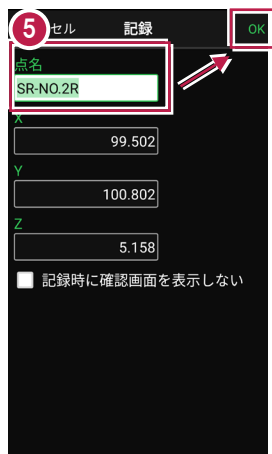 5 セル 記録 OK
点名
SR-NO.2R
X
99.502
Y
100.802
Z
5.158
記録時に確認画面を表示しない